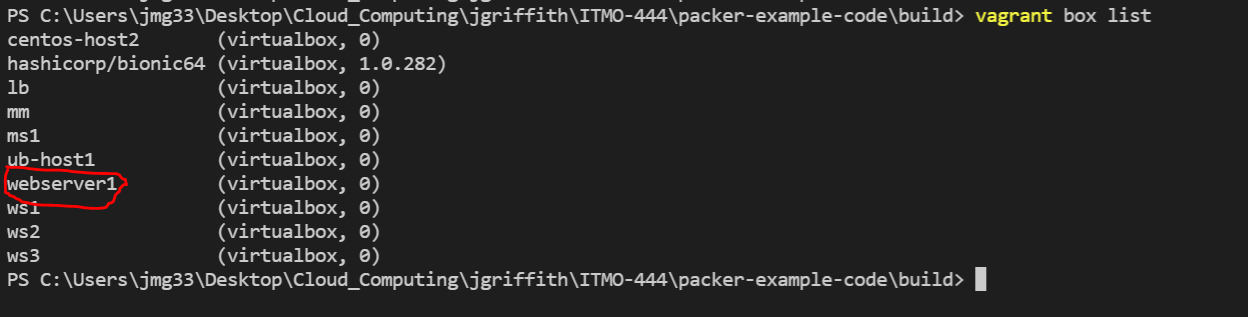 PS C:\Users\jmg33\Desktop\Cloud_Computing\jgriffith\ITMO-444\packer-example-code\build> vagrant box list
centos-host2       (virtualbox, 0)
hashicorp/bionic64 (virtualbox, 1.0.282)
lb                 (virtualbox, 0)
mm                 (virtualbox, 0)
ms1                (virtualbox, 0)
ub-host1           (virtualbox, 0)
webserver1         (virtualbox, 0)
ws1                (virtualbox, 0)
ws2                (virtualbox, 0)
ws3                (virtualbox, 0)
PS C:\Users\jmg33\Desktop\Cloud_Computing\jgriffith\ITMO-444\packer-example-code\build>